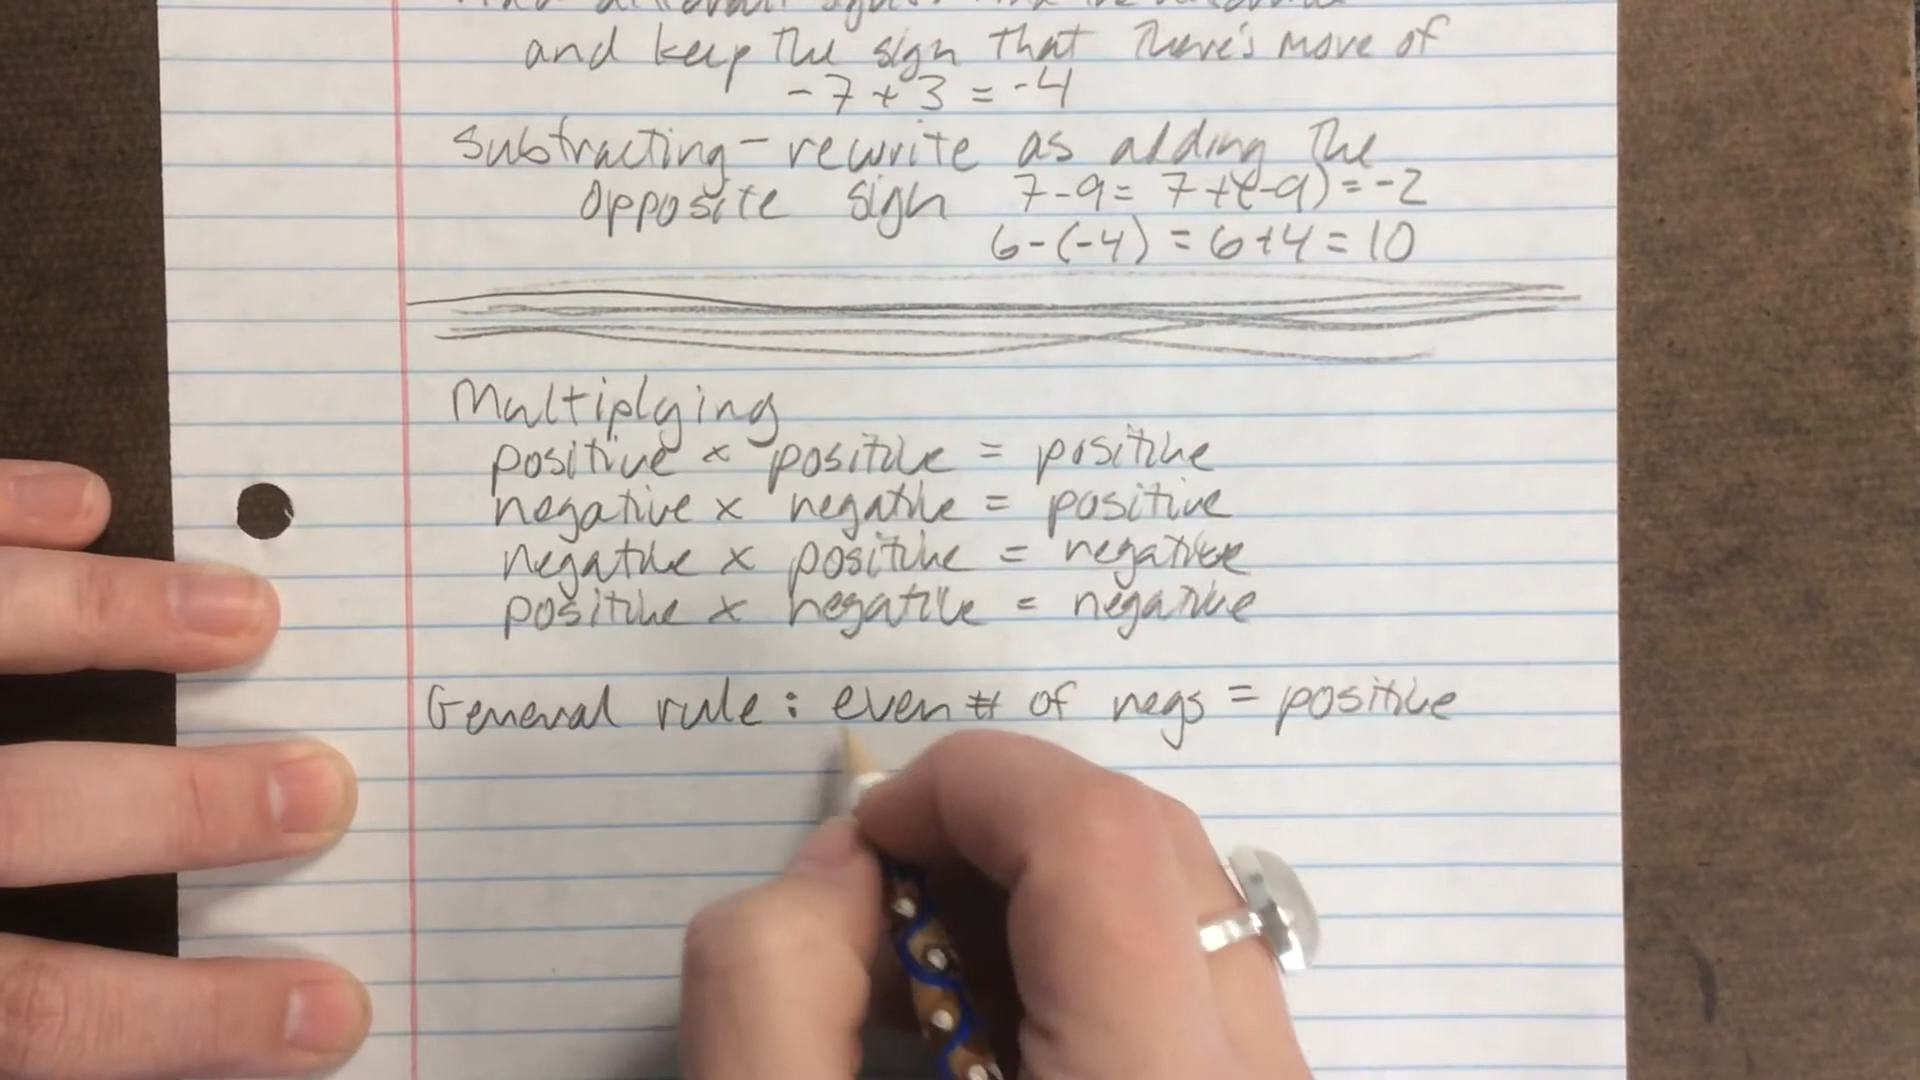 and keep the sign that there's more of
-7 + 3 = -4
Subtracting - rewrite as adding the
opposite sign 7-9= 7+(-9) = -2
6-(-4) = 6+4 = 10
Multiplying
positive x positive = positive
negative x negative = positive
negative x positive = negative
positive x negative = negative
General rule: even # of negs = positive